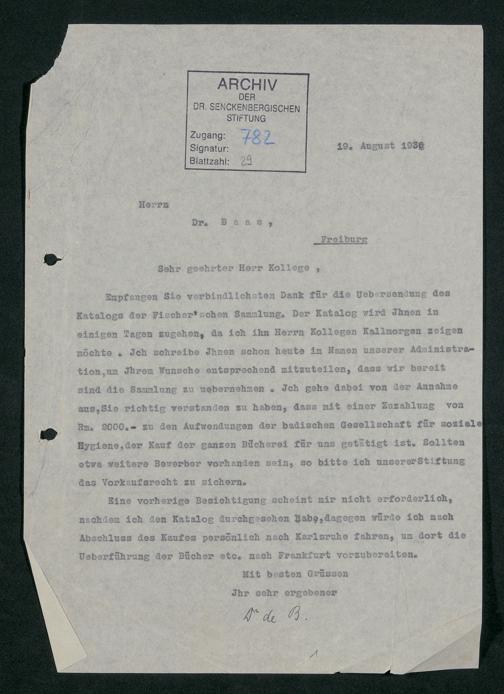 ARCHIV
DER
DR. SENCKENBERGISCHEN
STIFTUNG
Zugang: 782
Signatur:
Blattzahl: 29
19. August 1930
Herrn
Dr. B a a s ,
Freiburg
Sehr geehrter Herr Kollege ,
Empfangen Sie verbindlichsten Dank für die Uebersendung des
Katalogs der Fischer'schen Sammlung. Der Katalog wird Jhnen in
einigen Tagen zugehen, da ich ihn Herrn Kollegen Kallmorgen zeigen
möchte . Jch schreibe Jhnen schon heute in Namen unserer Administra-
tion,um Jhrem Wunsche entsprechend mitzuteilen, dass wir bereit
sind die Sammlung zu uebernehmen . Jch gehe dabei von der Annahme
aus,Sie richtig verstanden zu haben, dass mit einer Zuzahlung von
Rm. 2000.- zu den Aufwendungen der badischen Gesellschaft für soziale
Hygiene,der Kauf der ganzen Bücherei für uns getätigt ist. Sollten
etwa weitere Bewerber vorhanden sein, so bitte ich unsererStiftung
das Vorkaufsrecht zu sichern.
Eine vorherige Besichtigung scheint mir nicht erforderlich,
nachdem ich den Katalog durchgesehen habe,dagegen würde ich nach
Abschluss des Kaufes persönlich nach Karlsruhe fahren, um dort die
Ueberführung der Bücher etc. nach Frankfurt vorzubereiten.
Mit besten Grüssen
Jhr sehr ergebener
Dr de B.
1